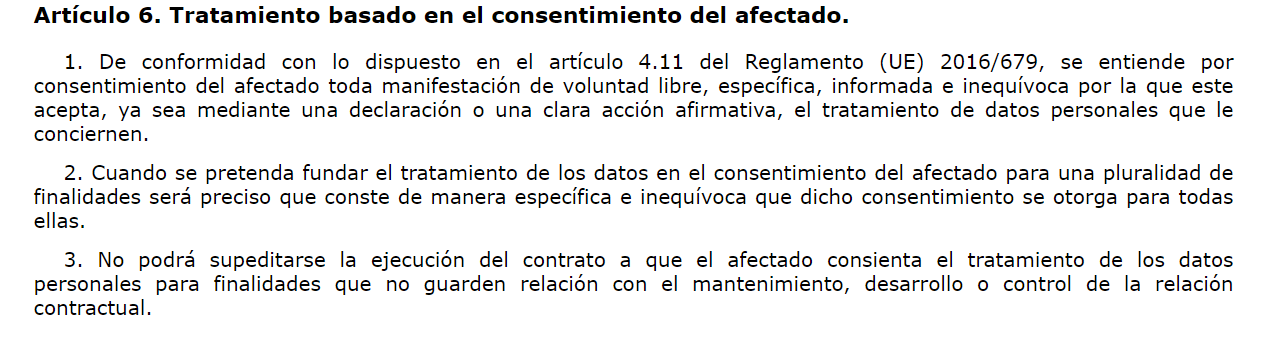 Artículo 6. Tratamiento basado en el consentimiento del afectado.
1. De conformidad con lo dispuesto en el artículo 4.11 del Reglamento (UE) 2016/679, se entiende por
consentimiento del afectado toda manifestación de voluntad libre, específica, informada e inequívoca por la que este
acepta, ya sea mediante una declaración o una clara acción afirmativa, el tratamiento de datos personales que le
conciernen.
2. Cuando se pretenda fundar el tratamiento de los datos en el consentimiento del afectado para una pluralidad de
finalidades será preciso que conste de manera específica e inequívoca que dicho consentimiento se otorga para todas
ellas.
3. No podrá supeditarse la ejecución del contrato a que el afectado consienta el tratamiento de los datos
personales para finalidades que no guarden relación con el mantenimiento, desarrollo o control de la relación
contractual.